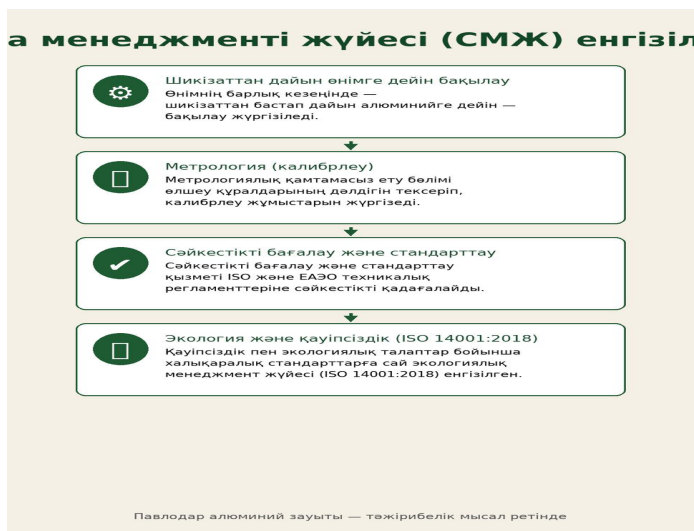 а менеджменті жүйесі (СМЖ) енгізіл
Шикізаттан дайын өнімге дейін бақылау
Өнімнің барлық кезеңінде —
шикізаттан бастап дайын алюминийге дейін —
бақылау жүргізіледі.
Метрология (калибрлеу)
Метрологиялық қамтамасыз ету бөлімі
өлшеу құралдарының дәлдігін тексеріп,
калибрлеу жұмыстарын жүргізеді.
Сәйкестікті бағалау және стандарттау
Сәйкестікті бағалау және стандарттау
қызметі ISO және ЕАЭО техникалық
регламенттеріне сәйкестікті қадағалайды.
Экология және қауіпсіздік (ISO 14001:2018)
Қауіпсіздік пен экологиялық талаптар бойынша
халықаралық стандарттарға сай экологиялық
менеджмент жүйесі (ISO 14001:2018) енгізілген.
Павлодар алюминий зауыты — тәжірибелік мысал ретінде